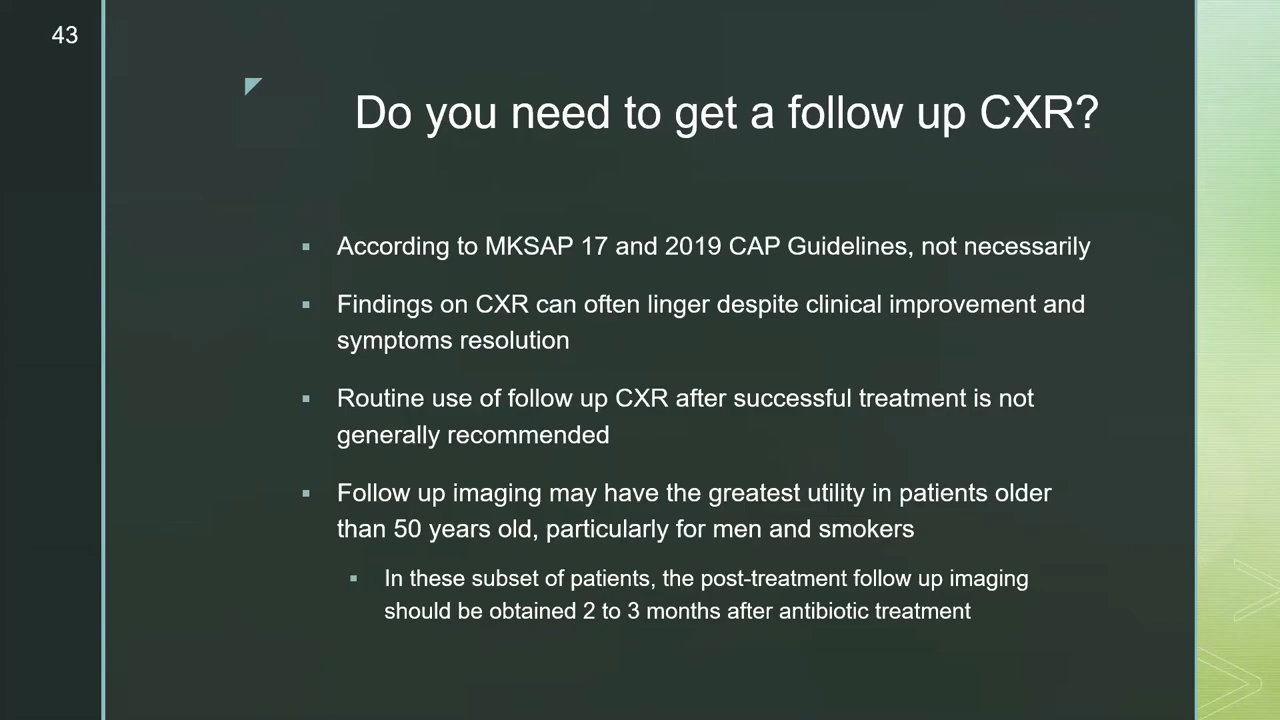 43
Do you need to get a follow up CXR?
▪ According to MKSAP 17 and 2019 CAP Guidelines, not necessarily
▪ Findings on CXR can often linger despite clinical improvement and
symptoms resolution
▪ Routine use of follow up CXR after successful treatment is not
generally recommended
▪ Follow up imaging may have the greatest utility in patients older
than 50 years old, particularly for men and smokers
▪ In these subset of patients, the post-treatment follow up imaging
should be obtained 2 to 3 months after antibiotic treatment